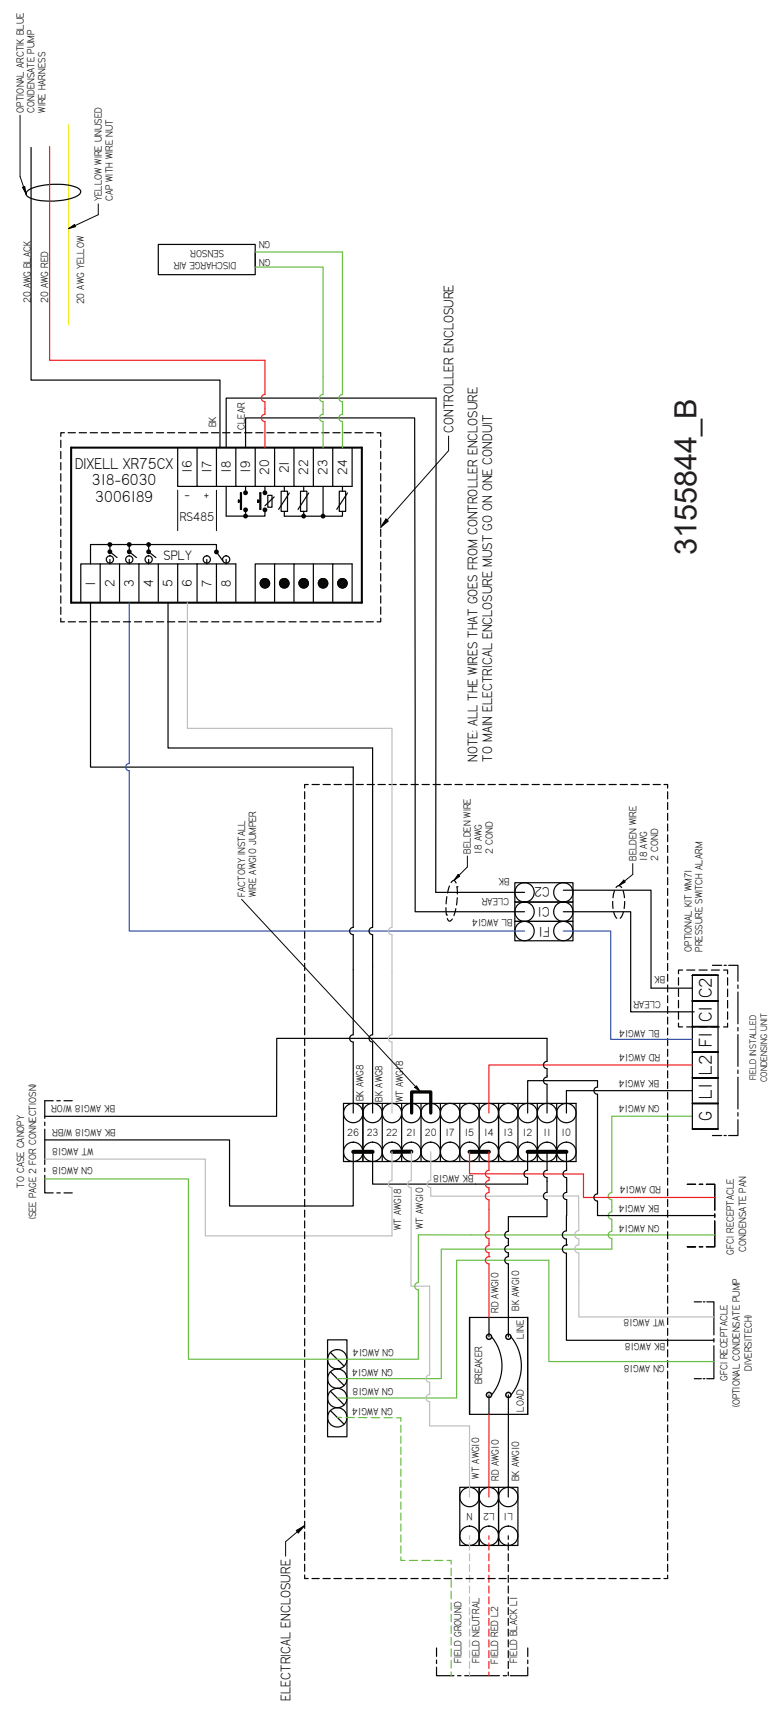 OPTIONAL ARCTIK BLUE
CONDENSATE PUMP
WIRE HARNESS
YELLOW WIRE UNUSED
CAP WITH WIRE NUT
20 AWG BLACK
20 AWG RED
20 AWG YELLOW
DISCHARGE AIR
SENSOR
GN
GN
CONTROLLER ENCLOSURE
BK
CLEAR
DIXELL XR75CX
318-6030
3006189
16
17
18
19
20
21
22
23
24
- +
RS485
SPLY
1
2
3
4
5
6
7
8
NOTE: ALL THE WIRES THAT GOES FROM CONTROLLER ENCLOSURE
TO MAIN ELECTRICAL ENCLOSURE MUST GO ON ONE CONDUIT
3155844_B
FACTORY INSTALL
WIRE AWG10 JUMPER
BELDEN WIRE
18 AWG
2 COND
BK
CLEAR
BL AWG14
C2
C1
F1
BELDEN WIRE
18 AWG
2 COND
OPTIONAL KIT WM71
PRESSURE SWITCH ALARM
BK
CLEAR
BL AWG14
RD AWG14
BK AWG14
GN AWG14
C2
C1
F1
L2
L1
G
FIELD INSTALLED
CONDENSING UNIT
TO CASE CANOPY
(SEE PAGE 2 FOR CONNECTIOSN)
BK AWG18 W/OR
BK AWG18 W/BR
WT AWG18
GN AWG18
BK AWG8
BK AWG8
WT AWG18
26
23
22
21
20
17
15
14
13
12
11
10
WT AWG18
WT AWG10
BK AWG18
RD AWG10
BK AWG10
RD AWG14
BK AWG14
GN AWG14
GFCI RECEPTACLE
CONDENSATE PAN
WT AWG18
BK AWG18
GN AWG18
GFCI RECEPTACLE
(OPTIONAL CONDENSATE PUMP
DIVERSITECH)
GN AWG14
GN AWG14
GN AWG18
GN AWG14
BREAKER
LINE
LOAD
WT AWG10
RD AWG10
BK AWG10
N
L2
L1
ELECTRICAL ENCLOSURE
FIELD GROUND
FIELD NEUTRAL
FIELD RED L2
FIELD BLACK L1